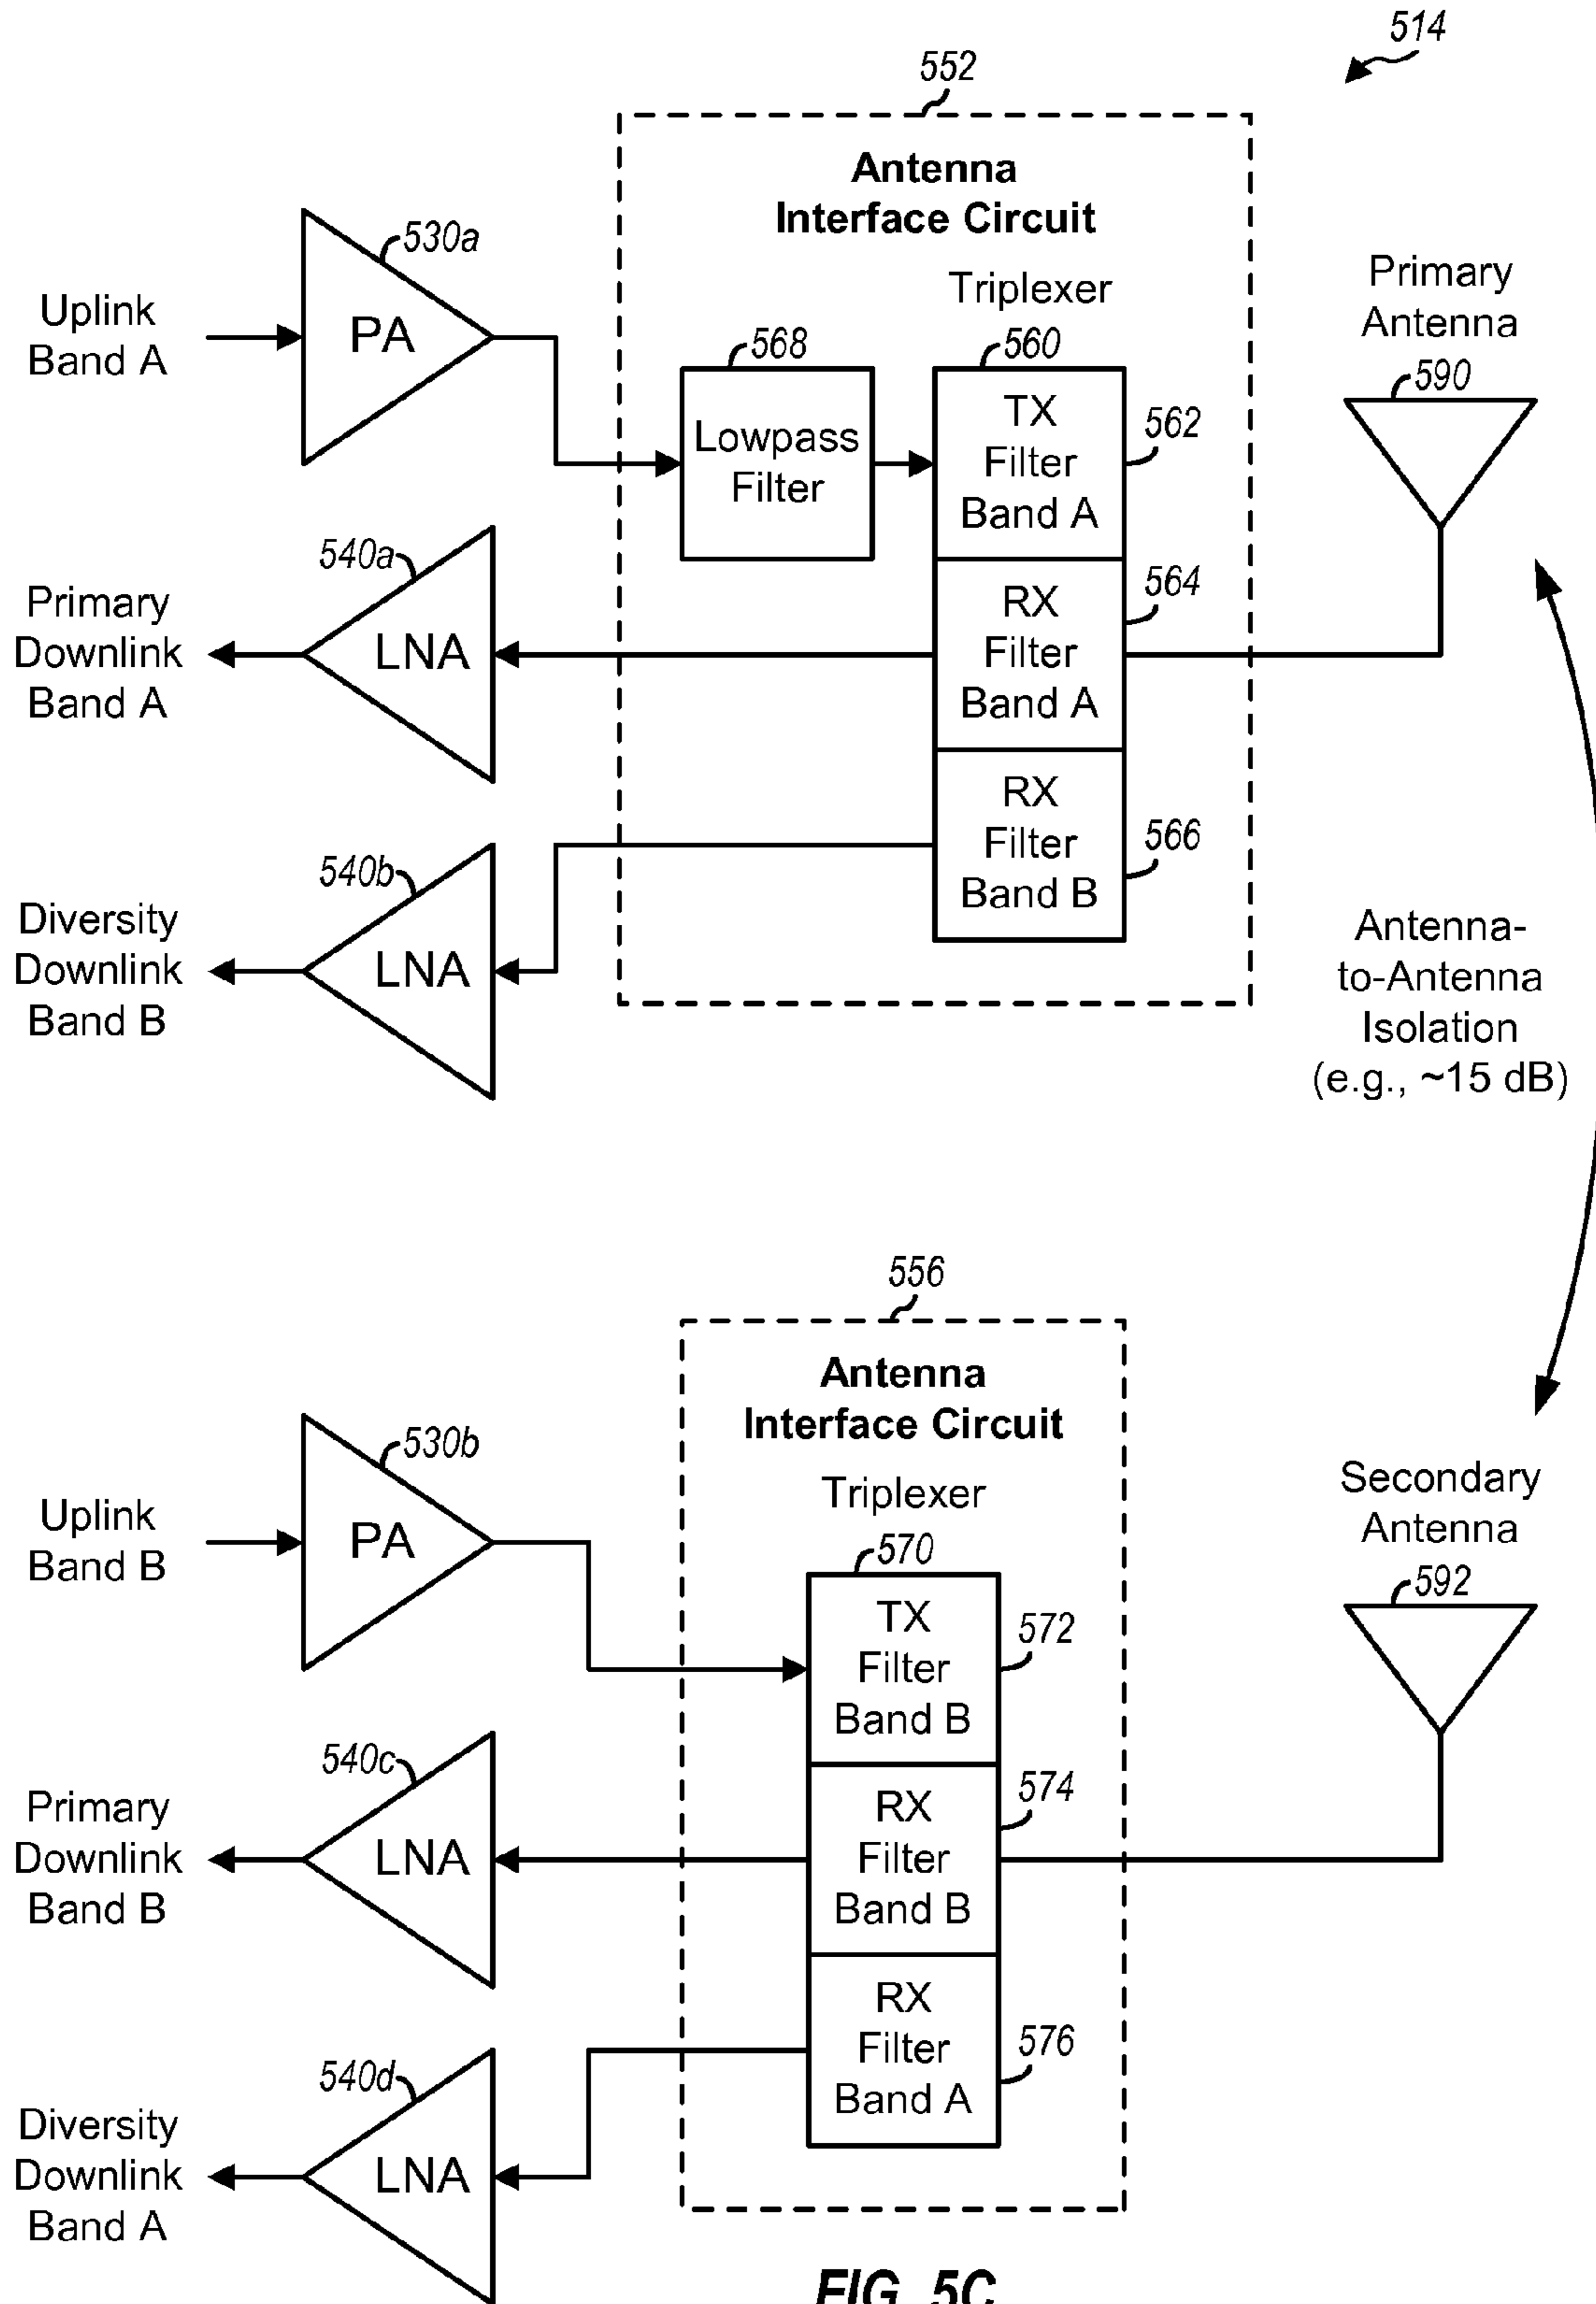 514
552
Antenna
Interface Circuit
530a
Triplexer
Primary
Antenna
Uplink
Band A
PA
568
560
590
Lowpass
Filter
TX
Filter
Band A
562
540a
Primary
Downlink
Band A
LNA
RX
Filter
Band A
564
540b
Diversity
Downlink
Band B
LNA
RX
Filter
Band B
566
Antenna-
to-Antenna
Isolation
(e.g., ~15 dB)
556
Antenna
Interface Circuit
530b
Triplexer
Secondary
Antenna
Uplink
Band B
PA
570
592
TX
Filter
Band B
572
540c
Primary
Downlink
Band B
LNA
RX
Filter
Band B
574
540d
Diversity
Downlink
Band A
LNA
RX
Filter
Band A
576
FIG. 5C